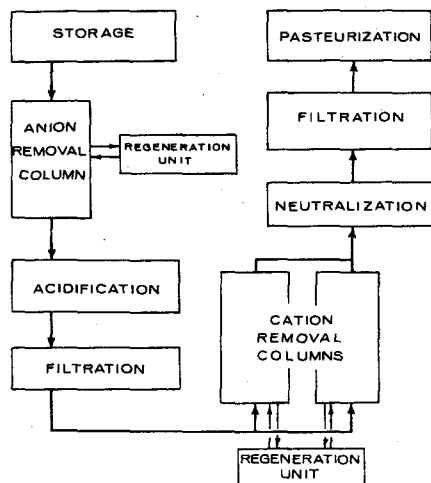 STORAGE
ANION
REMOVAL
COLUMN
REGENERATION
UNIT
ACIDIFICATION
FILTRATION
PASTEURIZATION
FILTRATION
NEUTRALIZATION
CATION
REMOVAL
COLUMNS
REGENERATION
UNIT